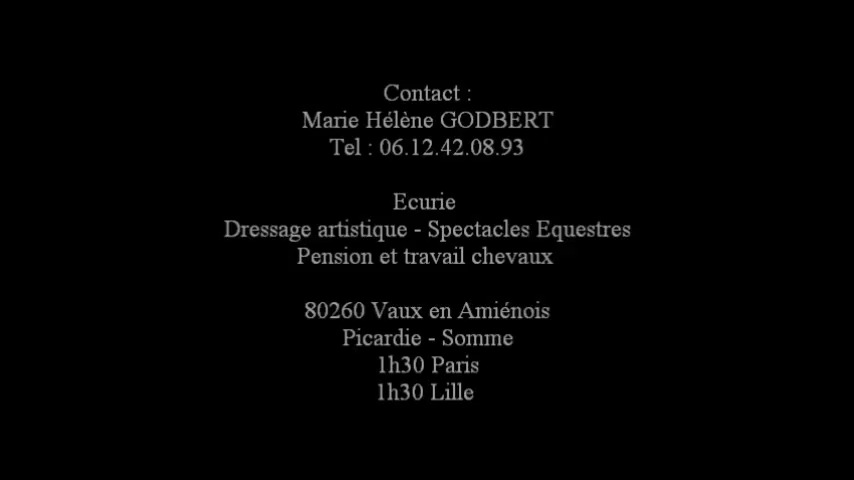 Contact :
Marie Hélène GODBERT
Tel : 06.12.42.08.93
Ecurie
Dressage artistique - Spectacles Equestres
Pension et travail chevaux
80260 Vaux en Amiénois
Picardie - Somme
1h30 Paris
1h30 Lille